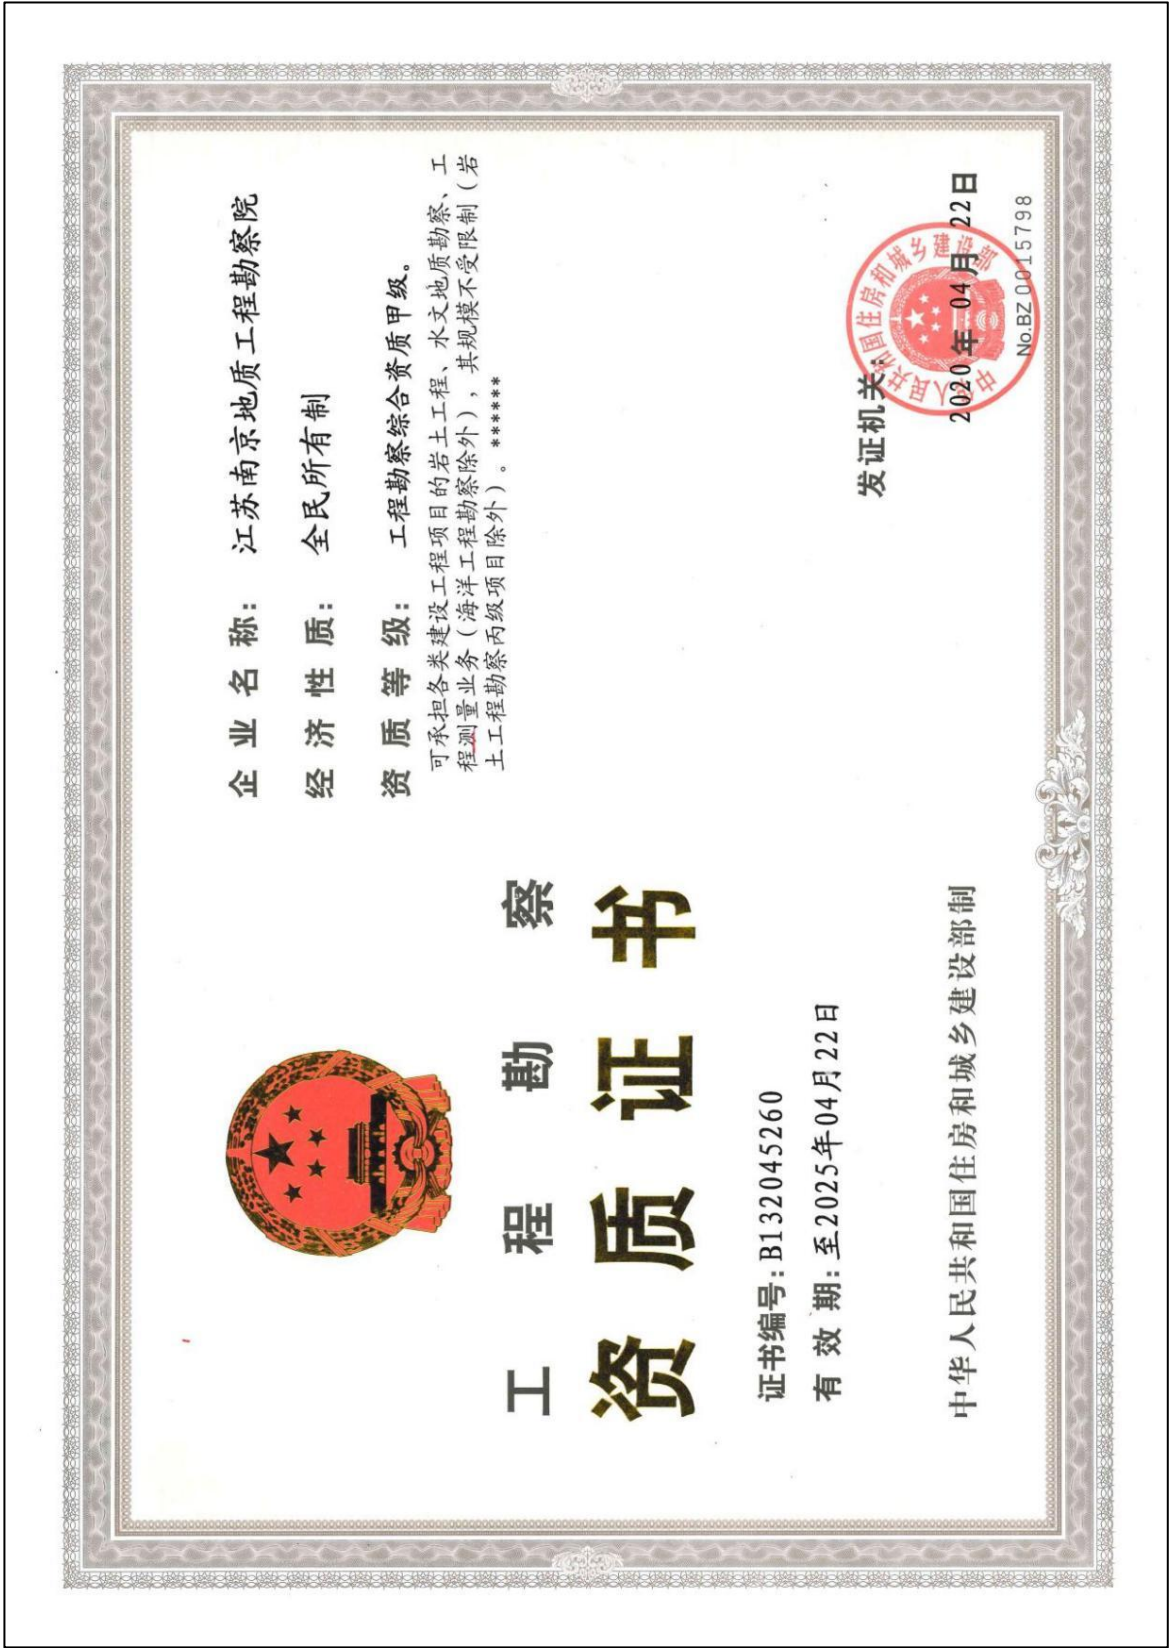 工程勘察
资质证书
证书编号：B132045260
有 效 期：至2025年04月22日
中华人民共和国住房和城乡建设部制
企 业 名 称： 江苏南京地质工程勘察院
经 济 性 质： 全民所有制
资 质 等 级： 工程勘察综合资质甲级。
可承担各类建设工程项目的岩土工程、水文地质勘察、工
程测量业务（海洋工程勘察除外），其规模不受限制（岩
土工程勘察丙级项目除外）。*******
发证机关：
中华人民共和国住房和城乡建设部
2020年04月22日
No.BZ 0015798